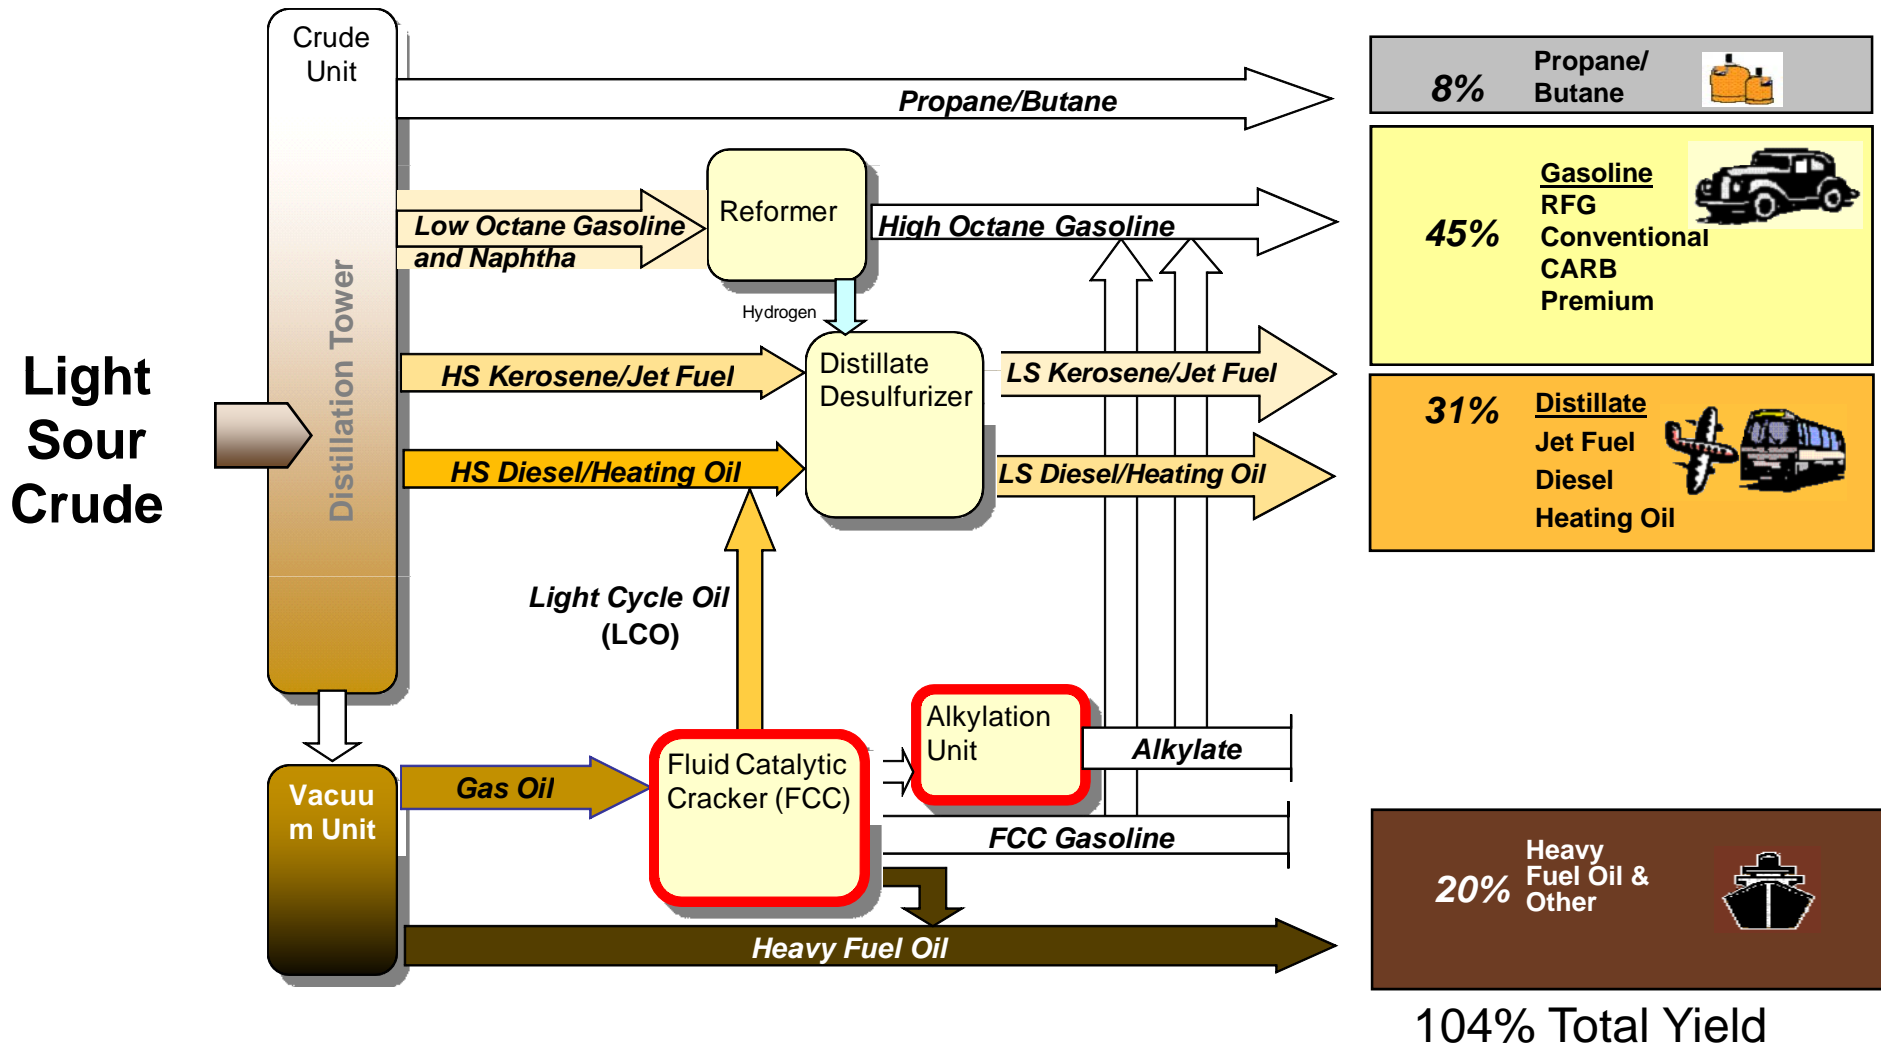 Light
Sour
Crude
Crude
Unit
Distillation Tower
Vacuu
m Unit
Propane/Butane
Low Octane Gasoline
and Naphtha
Reformer
High Octane Gasoline
Hydrogen
HS Kerosene/Jet Fuel
Distillate
Desulfurizer
LS Kerosene/Jet Fuel
HS Diesel/Heating Oil
LS Diesel/Heating Oil
Light Cycle Oil
(LCO)
Gas Oil
Fluid Catalytic
Cracker (FCC)
Alkylation
Unit
Alkylate
FCC Gasoline
Heavy Fuel Oil
8%
Propane/
Butane
45%
Gasoline
RFG
Conventional
CARB
Premium
31%
Distillate
Jet Fuel
Diesel
Heating Oil
20%
Heavy
Fuel Oil &
Other
104% Total Yield